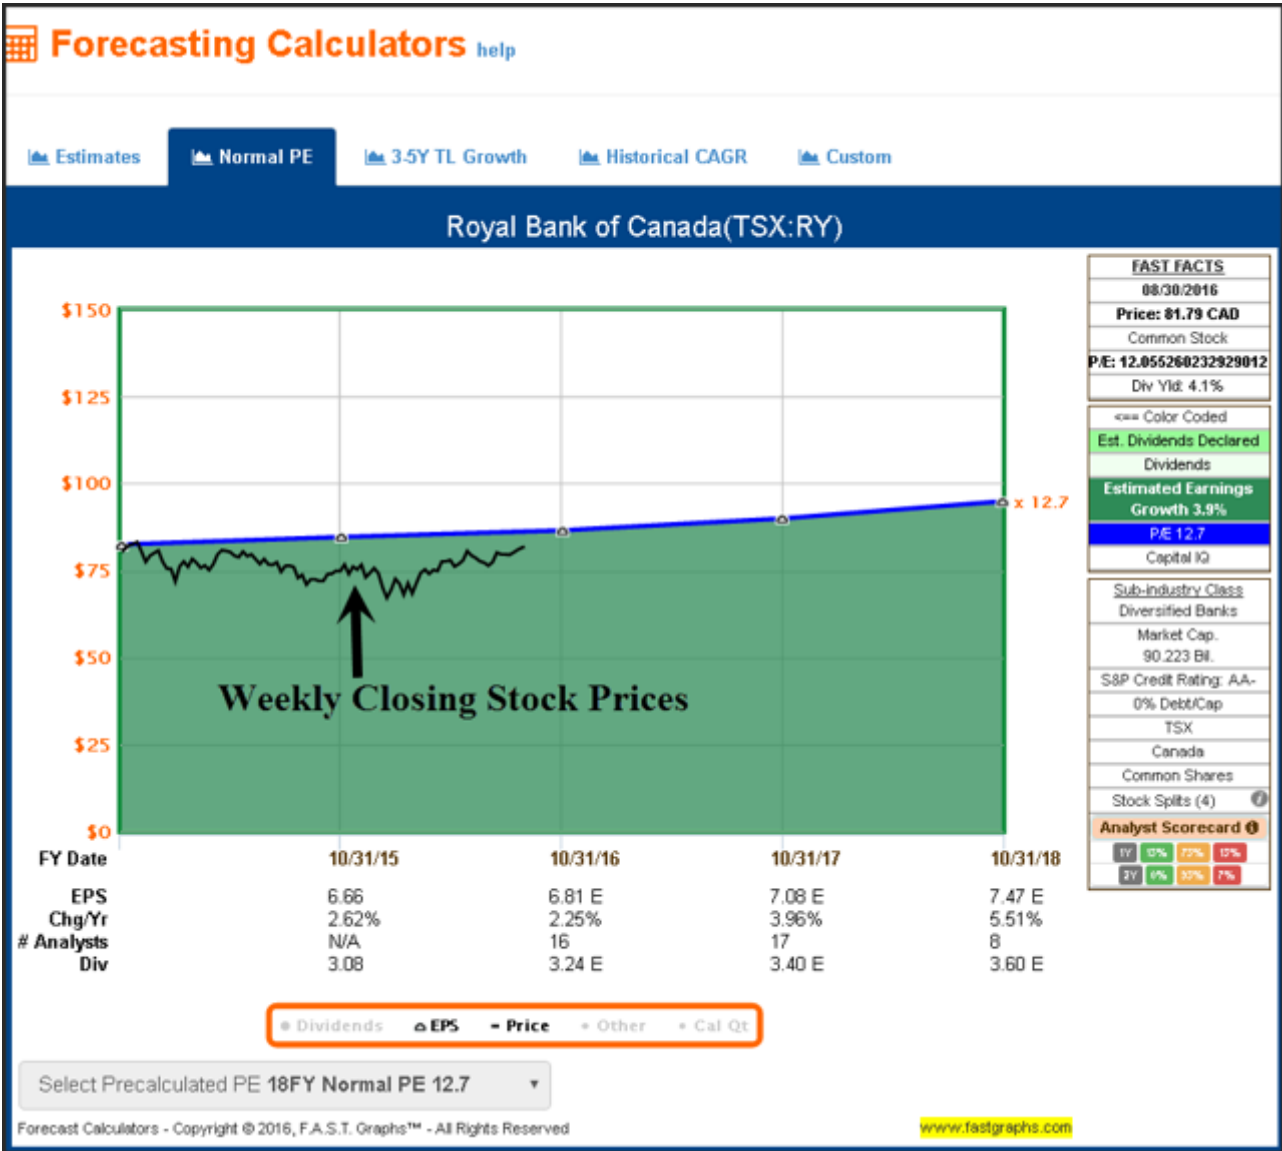 Forecasting Calculators help
Estimates
Normal PE
3-5Y TL Growth
Historical CAGR
Custom
Royal Bank of Canada(TSX:RY)
$150
$125
$100
$75
$50
$25
$0
x 12.7
Weekly Closing Stock Prices
FY Date 10/31/15 10/31/16 10/31/17 10/31/18
EPS 6.66 6.81 E 7.08 E 7.47 E
Chg/Yr 2.62% 2.25% 3.96% 5.51%
# Analysts N/A 16 17 8
Div 3.08 3.24 E 3.40 E 3.60 E
Dividends EPS Price Other Cal Qt
Select Precalculated PE 18FY Normal PE 12.7
Forecast Calculators - Copyright © 2016, F.A.S.T. Graphs™ - All Rights Reserved
www.fastgraphs.com
FAST FACTS
08/30/2016
Price: 81.79 CAD
Common Stock
P/E: 12.055260232929012
Div Yld: 4.1%
<== Color Coded
Est. Dividends Declared
Dividends
Estimated Earnings
Growth 3.9%
P/E 12.7
Capital IQ
Sub-industry Class
Diversified Banks
Market Cap.
90.223 Bil.
S&P Credit Rating: AA-
0% Debt/Cap
TSX
Canada
Common Shares
Stock Splits (4)
Analyst Scorecard
1Y
2Y 7%